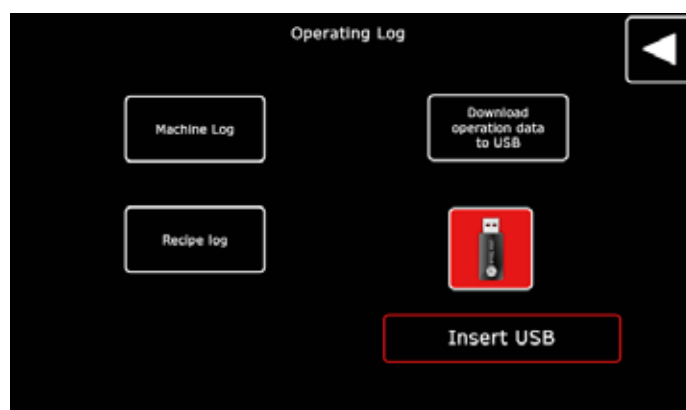 Operating Log
Machine Log
Download
operation data
to USB
Recipe log
Insert USB